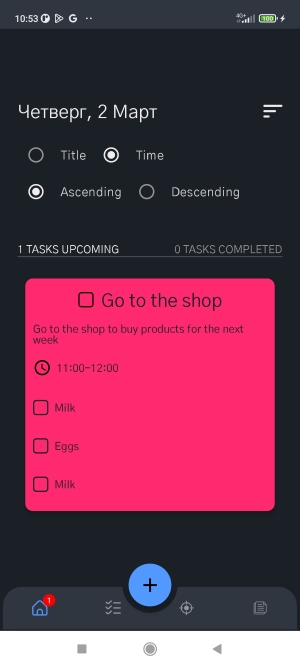 10:53
4G+
100
Четверг, 2 Март
Title
Time
Ascending
Descending
1 TASKS UPCOMING
0 TASKS COMPLETED
Go to the shop
Go to the shop to buy products for the next
week
11:00-12:00
Milk
Eggs
Milk
1